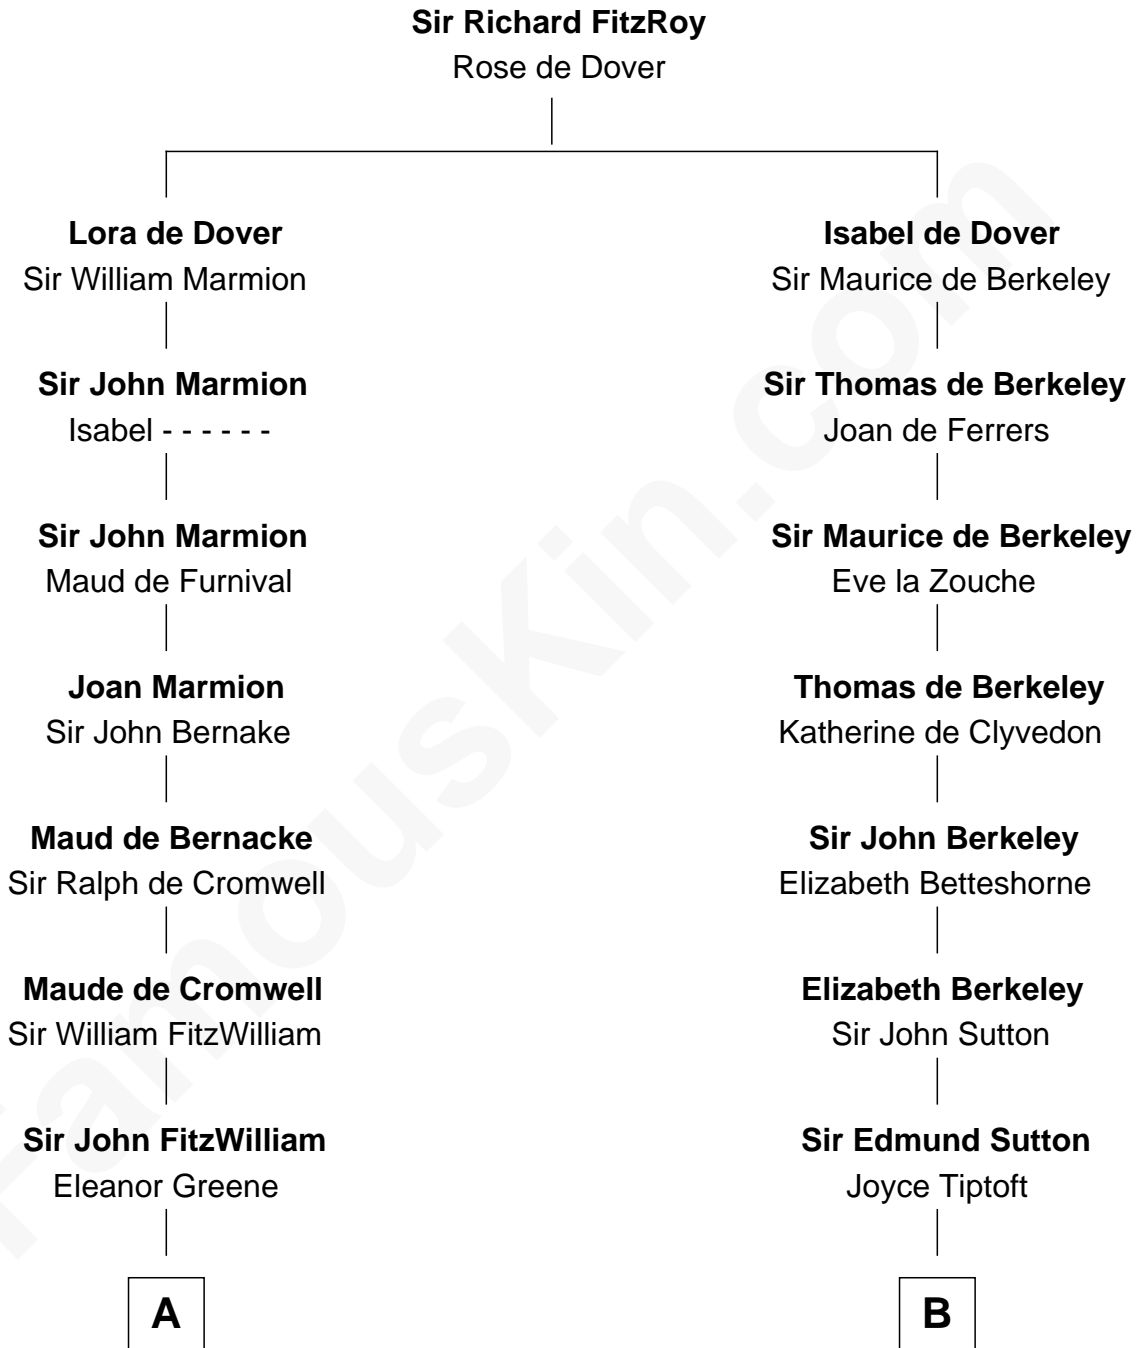 Sir Richard FitzRoy
Rose de Dover
Lora de Dover
Sir William Marmion
Isabel de Dover
Sir Maurice de Berkeley
Sir John Marmion
Isabel - - - - - -
Sir Thomas de Berkeley
Joan de Ferrers
Sir John Marmion
Maud de Furnival
Sir Maurice de Berkeley
Eve la Zouche
Joan Marmion
Sir John Bernake
Thomas de Berkeley
Katherine de Clyvedon
Maud de Bernacke
Sir Ralph de Cromwell
Sir John Berkeley
Elizabeth Betteshorne
Maude de Cromwell
Sir William FitzWilliam
Elizabeth Berkeley
Sir John Sutton
Sir John FitzWilliam
Eleanor Greene
Sir Edmund Sutton
Joyce Tiptoft
A
B
FamousKin.com